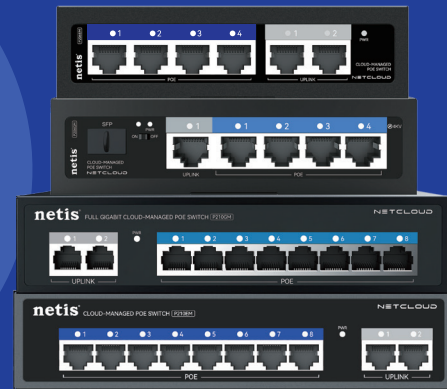 netis
1 2 3 4 1 2 PWR
POE UPLINK
CLOUD-MANAGED
POE SWITCH
NETCLOUD
netis
SFP PWR 1 1 2 3 4 6KV
ON OFF
CLOUD-MANAGED
POE SWITCH
NETCLOUD
UPLINK POE
netis FULL GIGABIT CLOUD-MANAGED POE SWITCH P210GM NETCLOUD
1 2 PWR 1 2 3 4 5 6 7 8
UPLINK POE
netis CLOUD-MANAGED POE SWITCH P210EM NETCLOUD
1 2 3 4 5 6 7 8 PWR 1 2
POE UPLINK